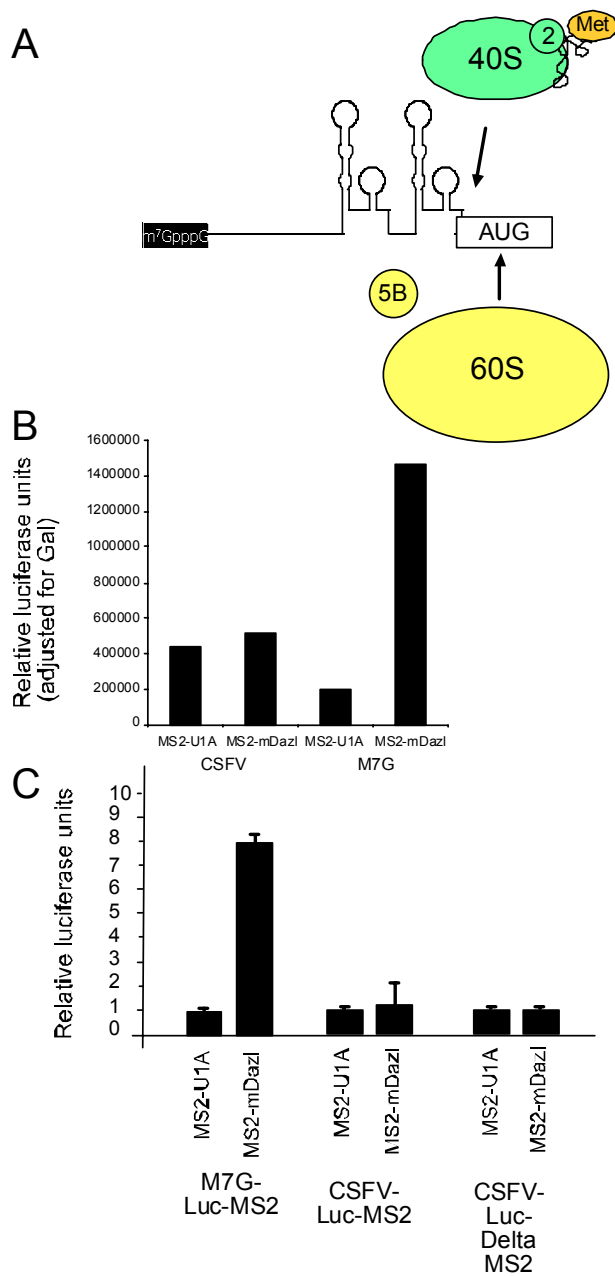 A
2
Met
40S
m7GpppG
AUG
5B
60S
B
Relative luciferase units
(adjusted for Gal)
1600000
1400000
1200000
1000000
800000
600000
400000
200000
0
MS2-U1A
MS2-mDazl
MS2-U1A
MS2-mDazl
CSFV
M7G
C
Relative luciferase units
10
9
8
7
6
5
4
3
2
1
0
MS2-U1A
MS2-mDazl
MS2-U1A
MS2-mDazl
MS2-U1A
MS2-mDazl
M7G-
Luc-MS2
CSFV-
Luc-MS2
CSFV-
Luc-
Delta
MS2